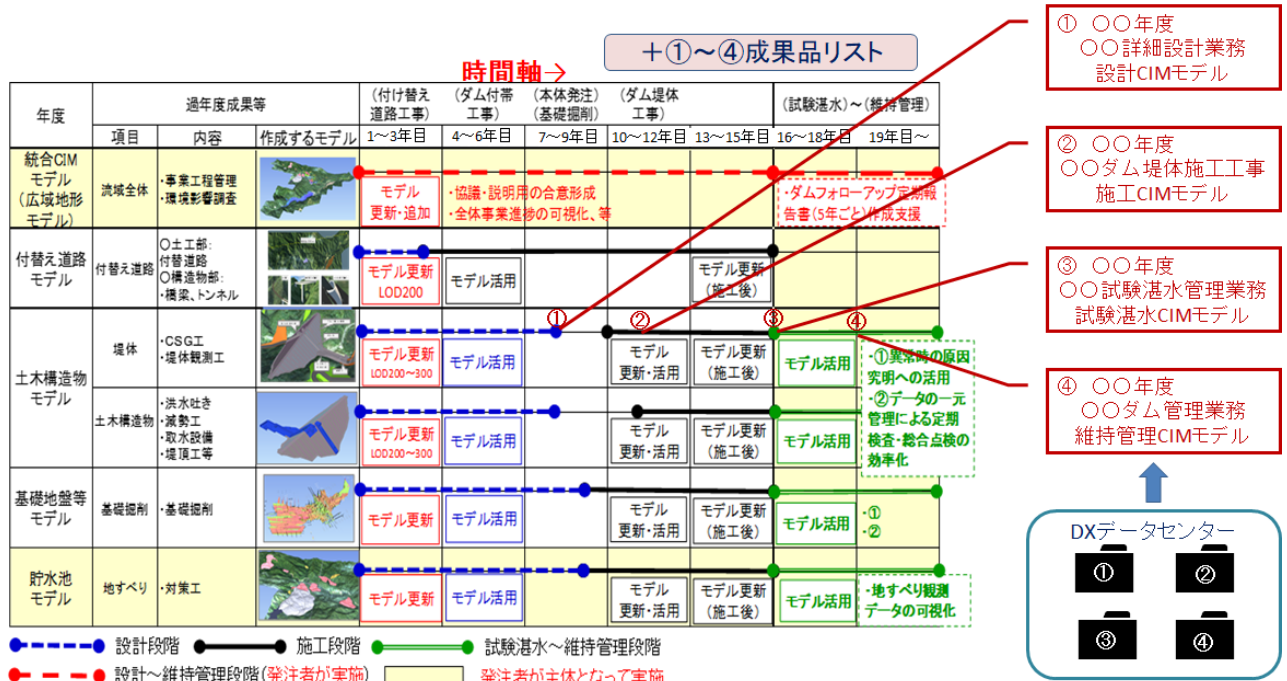 ＋①～④成果品リスト
時間軸→
年度
過年度成果等
項目
内容
作成するモデル
(付け替え
道路工事)
1～3年目
(ダム付帯
工事)
4～6年目
(本体発注)
(基礎掘削)
7～9年目
(ダム堤体
工事)
10～12年目
13～15年目
(試験湛水)～(維持管理)
16～18年目
19年目～
統合CIM
モデル
(広域地形
モデル)
流域全体
・事業工程管理
・環境影響調査
モデル
更新・追加
・協議・説明用の合意形成
・全体事業進捗の可視化、等
・ダムフォローアップ定期報
告書(5年ごと)作成支援
付替え道路
モデル
付替え道路
〇土工部:
付替道路
〇構造物部:
・橋梁、トンネル
モデル更新
LOD200
モデル活用
モデル更新
(施工後)
土木構造物
モデル
堤体
・CSG工
・堤体観測工
①
②
③
④
モデル更新
LOD200～300
モデル活用
モデル
更新・活用
モデル更新
(施工後)
モデル活用
・①異常時の原因
究明への活用
・②データの一元
管理による定期
検査・総合点検の
効率化
土木構造物
・洪水吐き
・減勢工
・取水設備
・堤頂工等
モデル更新
LOD200～300
モデル活用
モデル
更新・活用
モデル更新
(施工後)
モデル活用
基礎地盤等
モデル
基礎掘削
・基礎掘削
モデル更新
モデル活用
モデル
更新・活用
モデル更新
(施工後)
モデル活用
・①
・②
貯水池
モデル
地すべり
・対策工
モデル更新
モデル活用
モデル
更新・活用
モデル更新
(施工後)
モデル活用
・地すべり観測
データの可視化
設計段階
施工段階
試験湛水～維持管理段階
設計～維持管理段階(発注者が実施)
発注者が主体となって実施
① 〇〇年度
〇〇詳細設計業務
設計CIMモデル
② 〇〇年度
〇〇ダム堤体施工工事
施工CIMモデル
③ 〇〇年度
〇〇試験湛水管理業務
試験湛水CIMモデル
④ 〇〇年度
〇〇ダム管理業務
維持管理CIMモデル
DXデータセンター
①
②
③
④